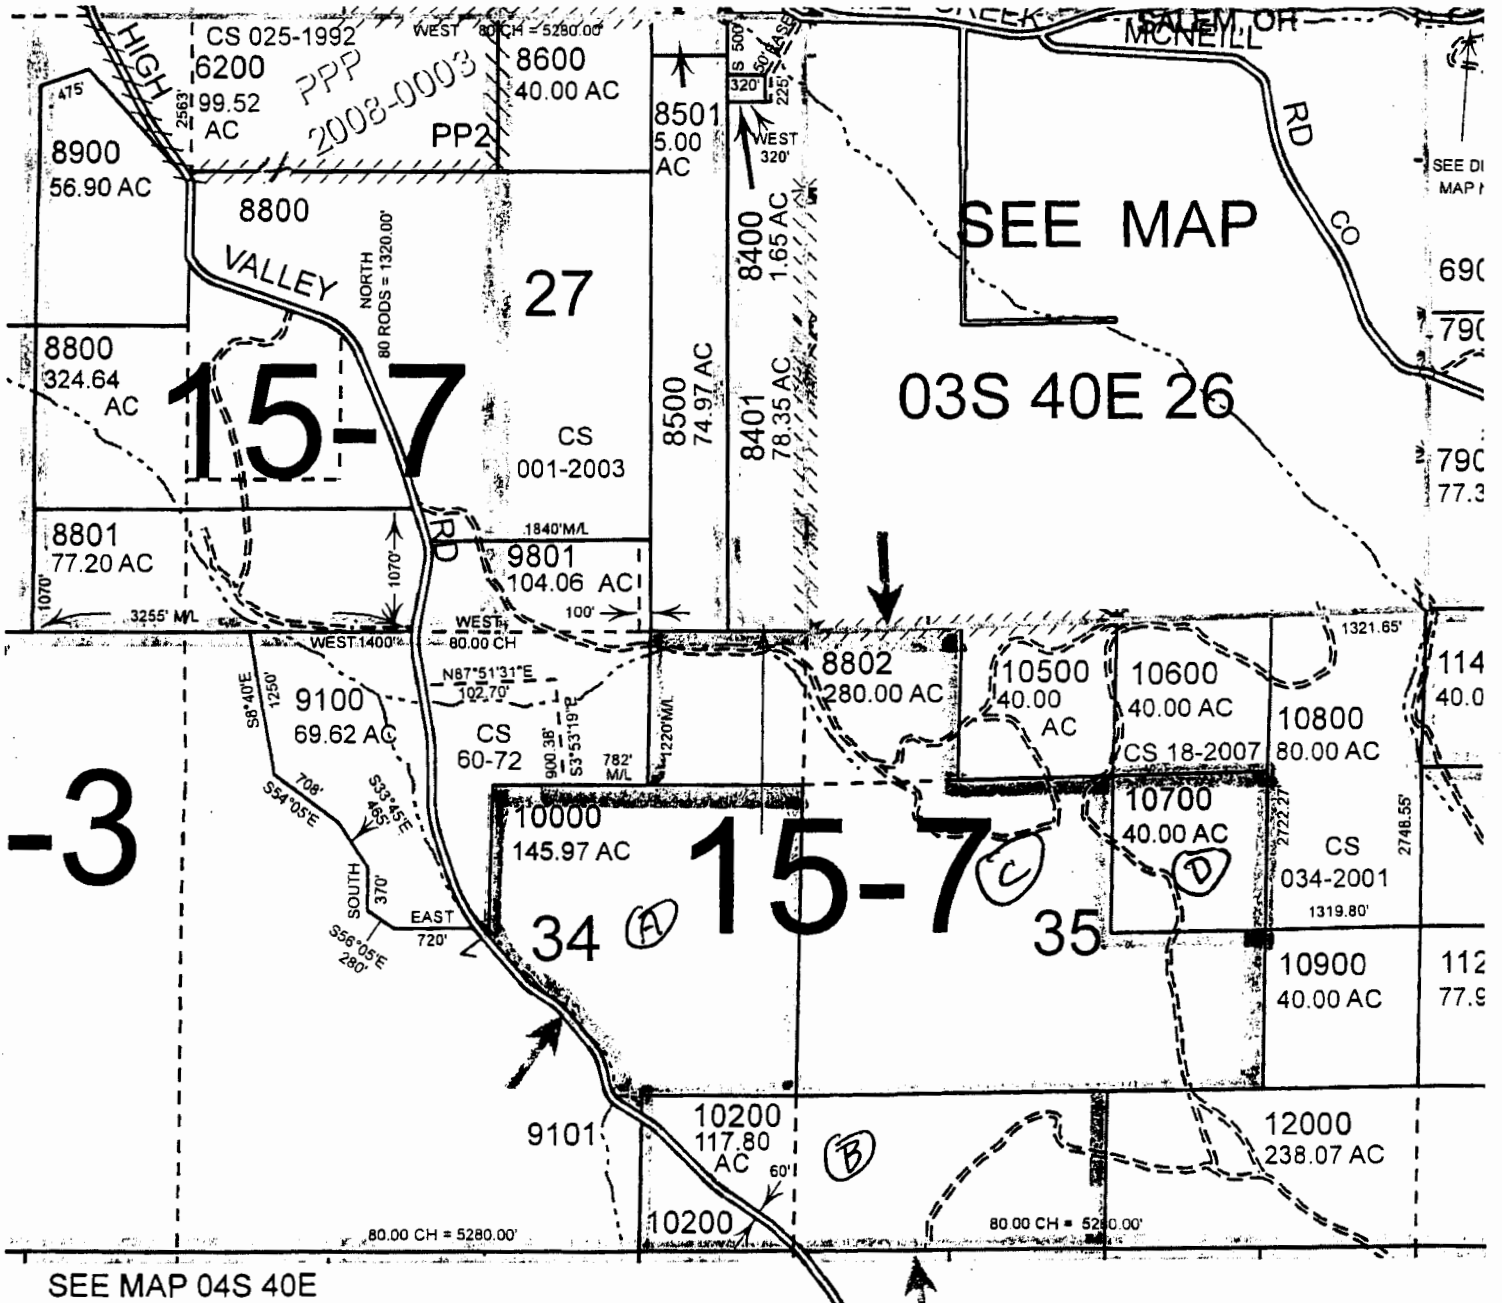 HIGH
CS 025-1992
6200
99.52
AC
2563'
PPP
2008-0003
PP2
WEST 80 CH = 5280.00'
8600
40.00 AC
8501
5.00
AC
S 500'
50' EASE
320'
225'
WEST
320'
CREEK
SALEM, OR
MCNEILL
RD
CO
SEE MAP
03S 40E 26
475'
8900
56.90 AC
8800
VALLEY
NORTH
80 RODS = 1320.00'
27
8400
1.65 AC
8500
74.97 AC
8401
78.35 AC
8800
324.64
AC
15-7
CS
001-2003
8801
77.20 AC
1070'
3255' M/L
1070'
RD
1840' M/L
9801
104.06 AC
100'
WEST 1400'
WEST
80.00 CH
N87°51'31"E
102.70'
S8°40'E
1250'
9100
69.62 AC
CS
60-72
900.38'
S3°53'19"E
782'
M/L
1220' M/L
8802
280.00 AC
10500
40.00
AC
10600
40.00 AC
CS 18-2007
1321.65'
10800
80.00 AC
708'
S54°05'E
S33°45'E
465'
-3
10000
145.97 AC
15-7
C
10700
40.00 AC
D
2722.27'
2748.55'
CS
034-2001
1319.80'
SOUTH
370'
EAST
720'
S56°05'E
280'
34
A
35
10900
40.00 AC
9101
10200
117.80
AC
60'
B
12000
238.07 AC
10200
80.00 CH = 5280.00'
80.00 CH = 5280.00'
SEE MAP 04S 40E